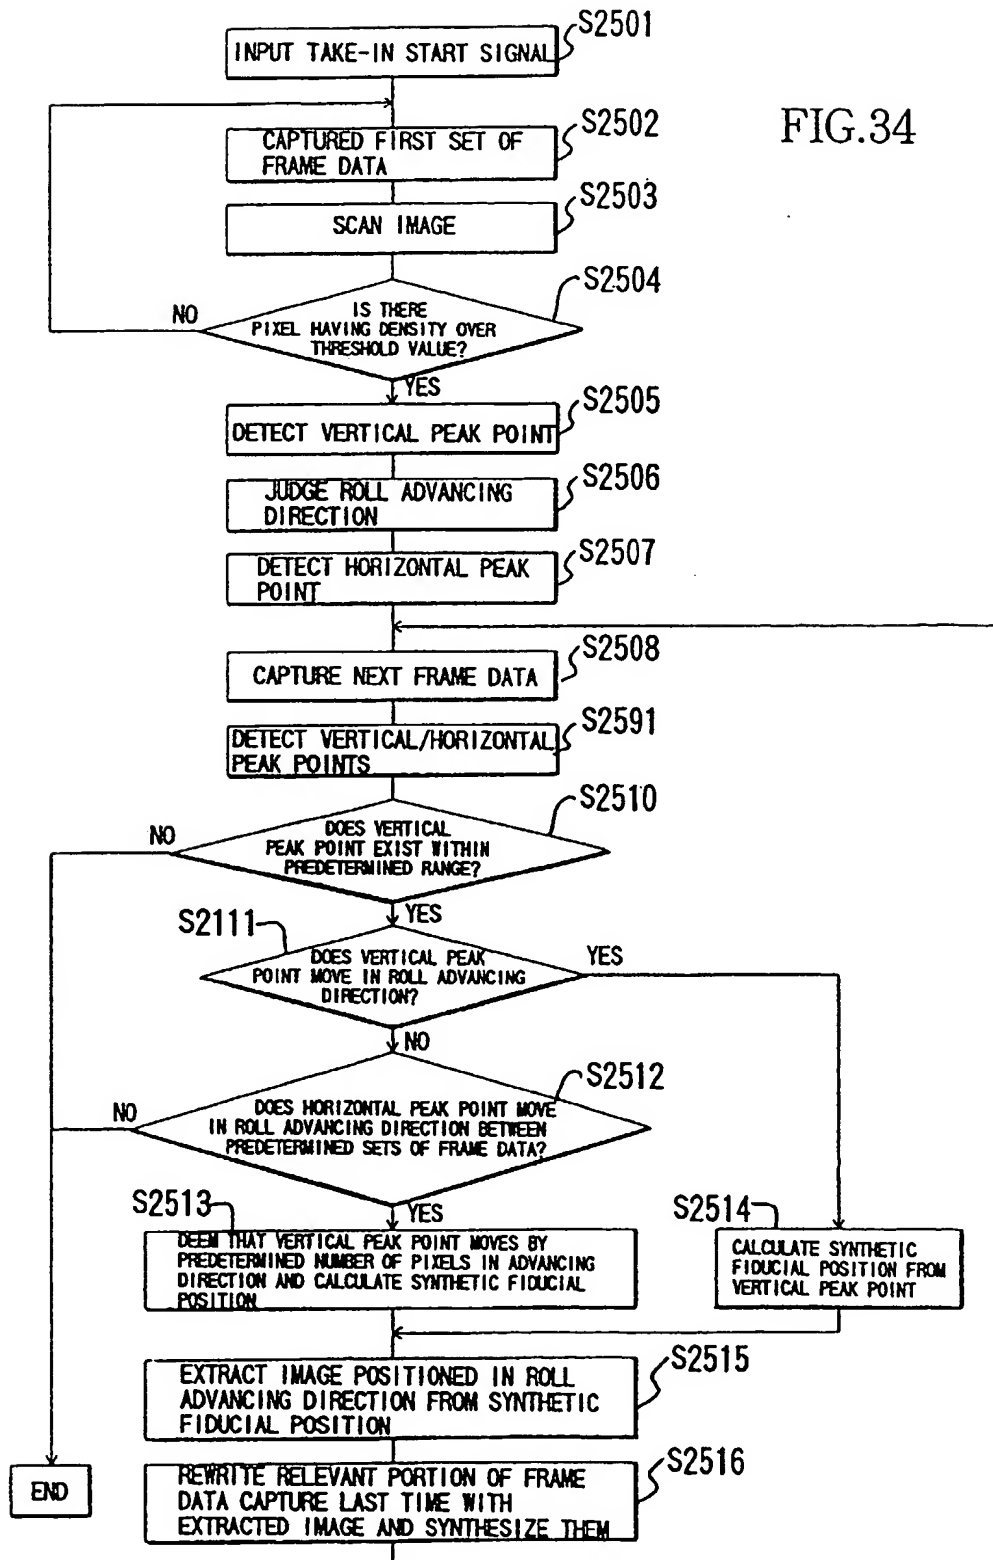 S2501
INPUT TAKE-IN START SIGNAL
FIG.34
S2502
CAPTURED FIRST SET OF
FRAME DATA
S2503
SCAN IMAGE
S2504
NO
IS THERE
PIXEL HAVING DENSITY OVER
THRESHOLD VALUE?
YES
S2505
DETECT VERTICAL PEAK POINT
S2506
JUDGE ROLL ADVANCING
DIRECTION
S2507
DETECT HORIZONTAL PEAK
POINT
S2508
CAPTURE NEXT FRAME DATA
S2591
DETECT VERTICAL/HORIZONTAL
PEAK POINTS
S2510
NO
DOES VERTICAL
PEAK POINT EXIST WITHIN
PREDETERMINED RANGE?
YES
S2111
DOES VERTICAL PEAK
POINT MOVE IN ROLL ADVANCING
DIRECTION?
YES
NO
S2512
NO
DOES HORIZONTAL PEAK POINT MOVE
IN ROLL ADVANCING DIRECTION BETWEEN
PREDETERMINED SETS OF FRAME DATA?
YES
S2513
DEEM THAT VERTICAL PEAK POINT MOVES BY
PREDETERMINED NUMBER OF PIXELS IN ADVANCING
DIRECTION AND CALCULATE SYNTHETIC FIDUCIAL
POSITION
S2514
CALCULATE SYNTHETIC
FIDUCIAL POSITION FROM
VERTICAL PEAK POINT
S2515
EXTRACT IMAGE POSITIONED IN ROLL
ADVANCING DIRECTION FROM SYNTHETIC
FIDUCIAL POSITION
S2516
REWRITE RELEVANT PORTION OF FRAME
DATA CAPTURE LAST TIME WITH
EXTRACTED IMAGE AND SYNTHESIZE THEM
END